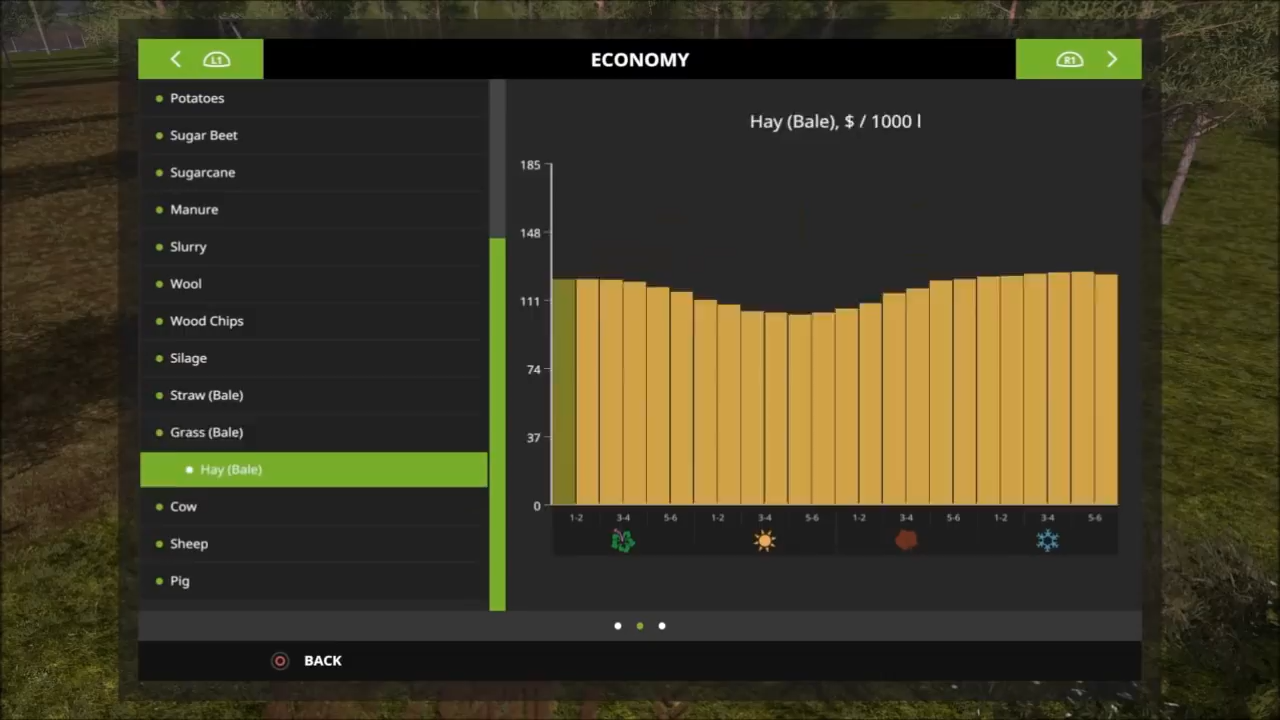 L1
ECONOMY
R1
Potatoes
Sugar Beet
Sugarcane
Manure
Slurry
Wool
Wood Chips
Silage
Straw (Bale)
Grass (Bale)
Hay (Bale)
Cow
Sheep
Pig
Hay (Bale), $ / 1000 l
185
148
111
74
37
0
1-2 3-4 5-6 1-2 3-4 5-6 1-2 3-4 5-6 1-2 3-4 5-6
BACK